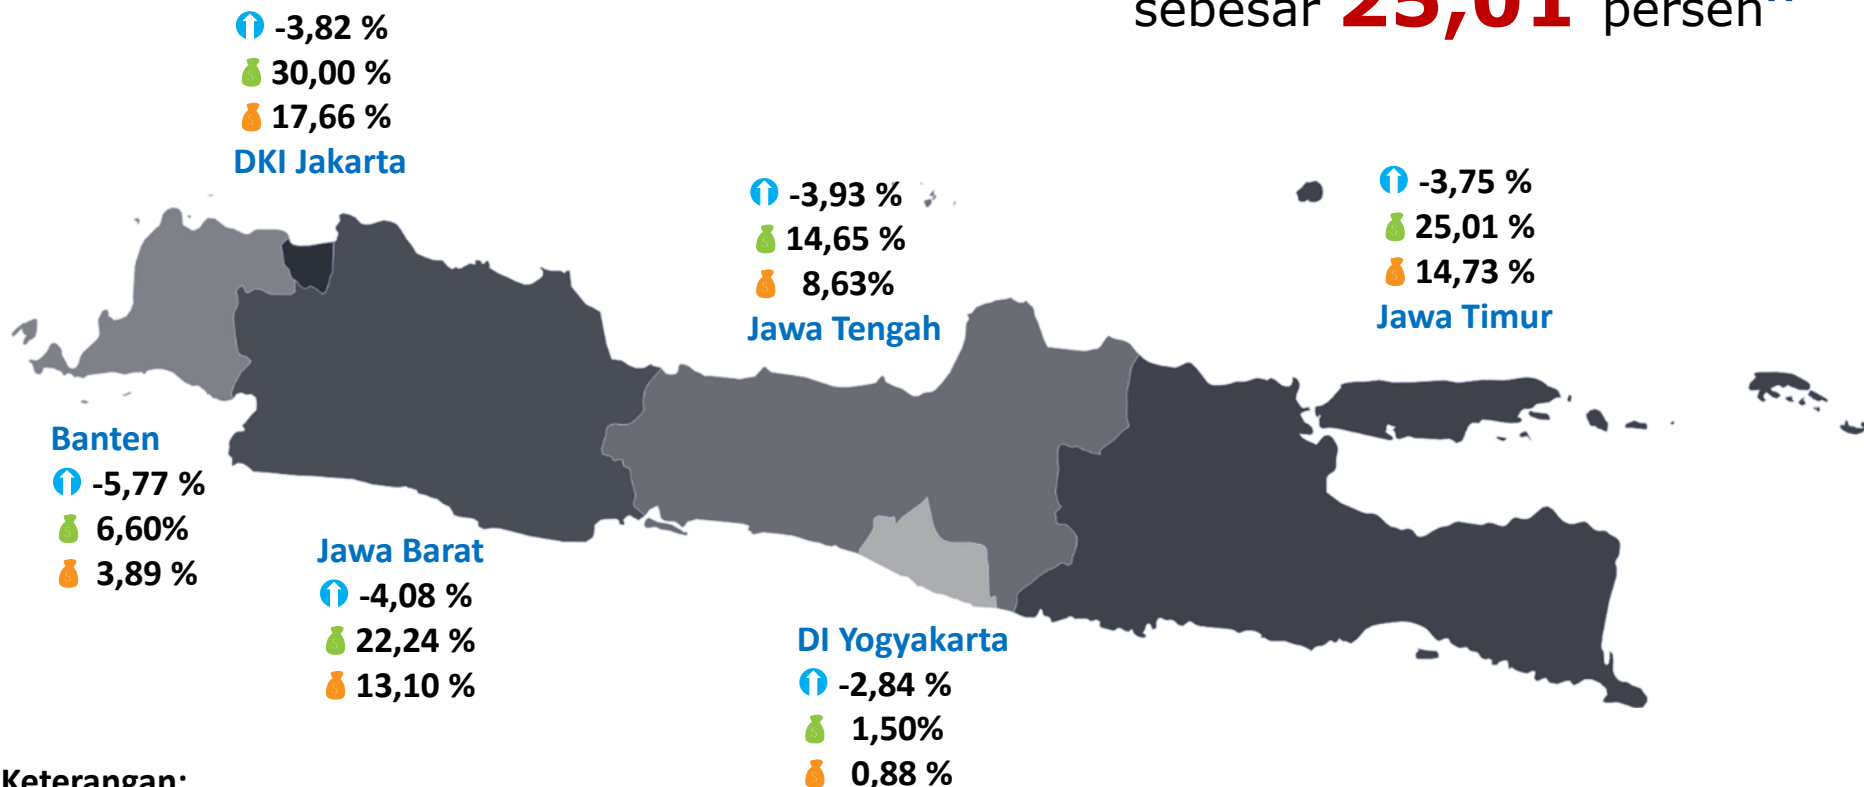 sebesar 25,01 persen"
-3,82 %
30,00 %
17,66 %
DKI Jakarta
-3,93 %
14,65 %
8,63%
Jawa Tengah
-3,75 %
25,01 %
14,73 %
Jawa Timur
Banten
-5,77 %
6,60%
3,89 %
Jawa Barat
-4,08 %
22,24 %
13,10 %
DI Yogyakarta
-2,84 %
1,50%
0,88 %
Keterangan: